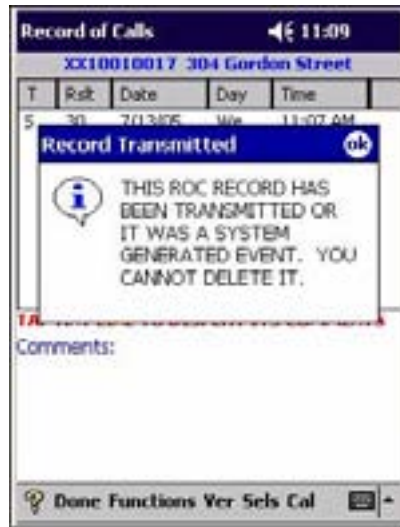 Record of Calls 11:09
XX10010017 304 Gordon Street
T Rslt Date Day Time
5 30 7/13/05 We 11:07 AM
Record Transmitted ok
THIS ROC RECORD HAS
BEEN TRANSMITTED OR
IT WAS A SYSTEM
GENERATED EVENT. YOU
CANNOT DELETE IT.
Comments:
Done Functions Ver Sels Cal